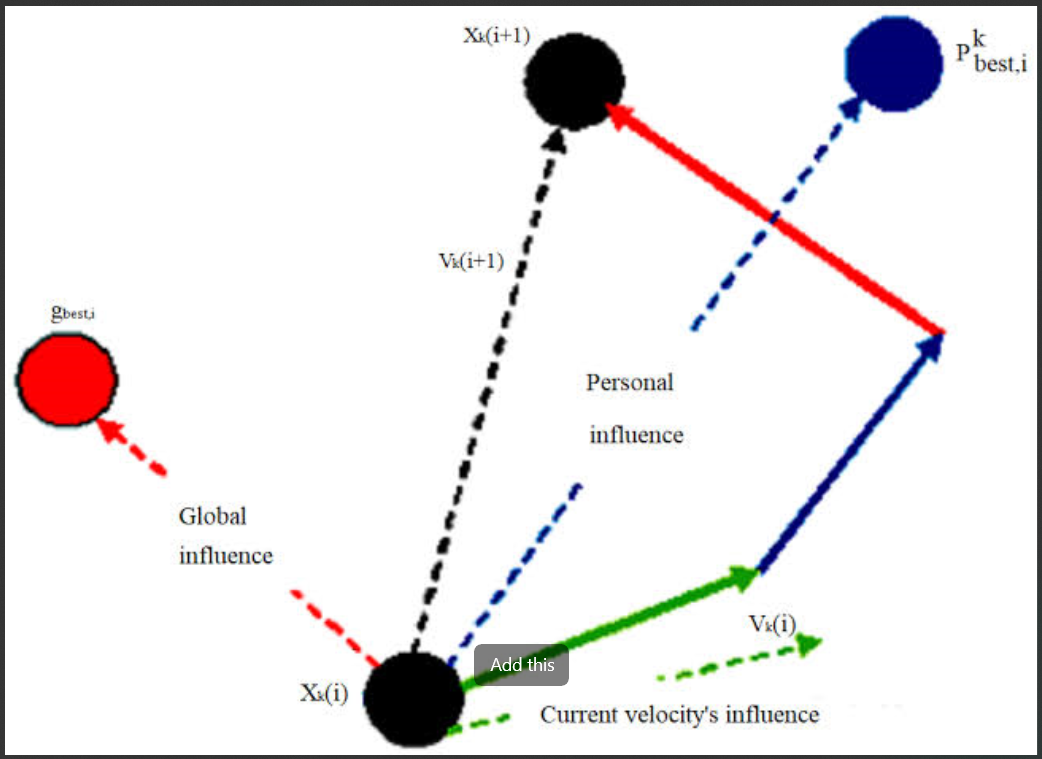 Xk(i+1)
P k best,i
Vk(i+1)
gbest,i
Personal
influence
Global
influence
Vk(i)
Add this
Xk(i)
Current velocity's influence